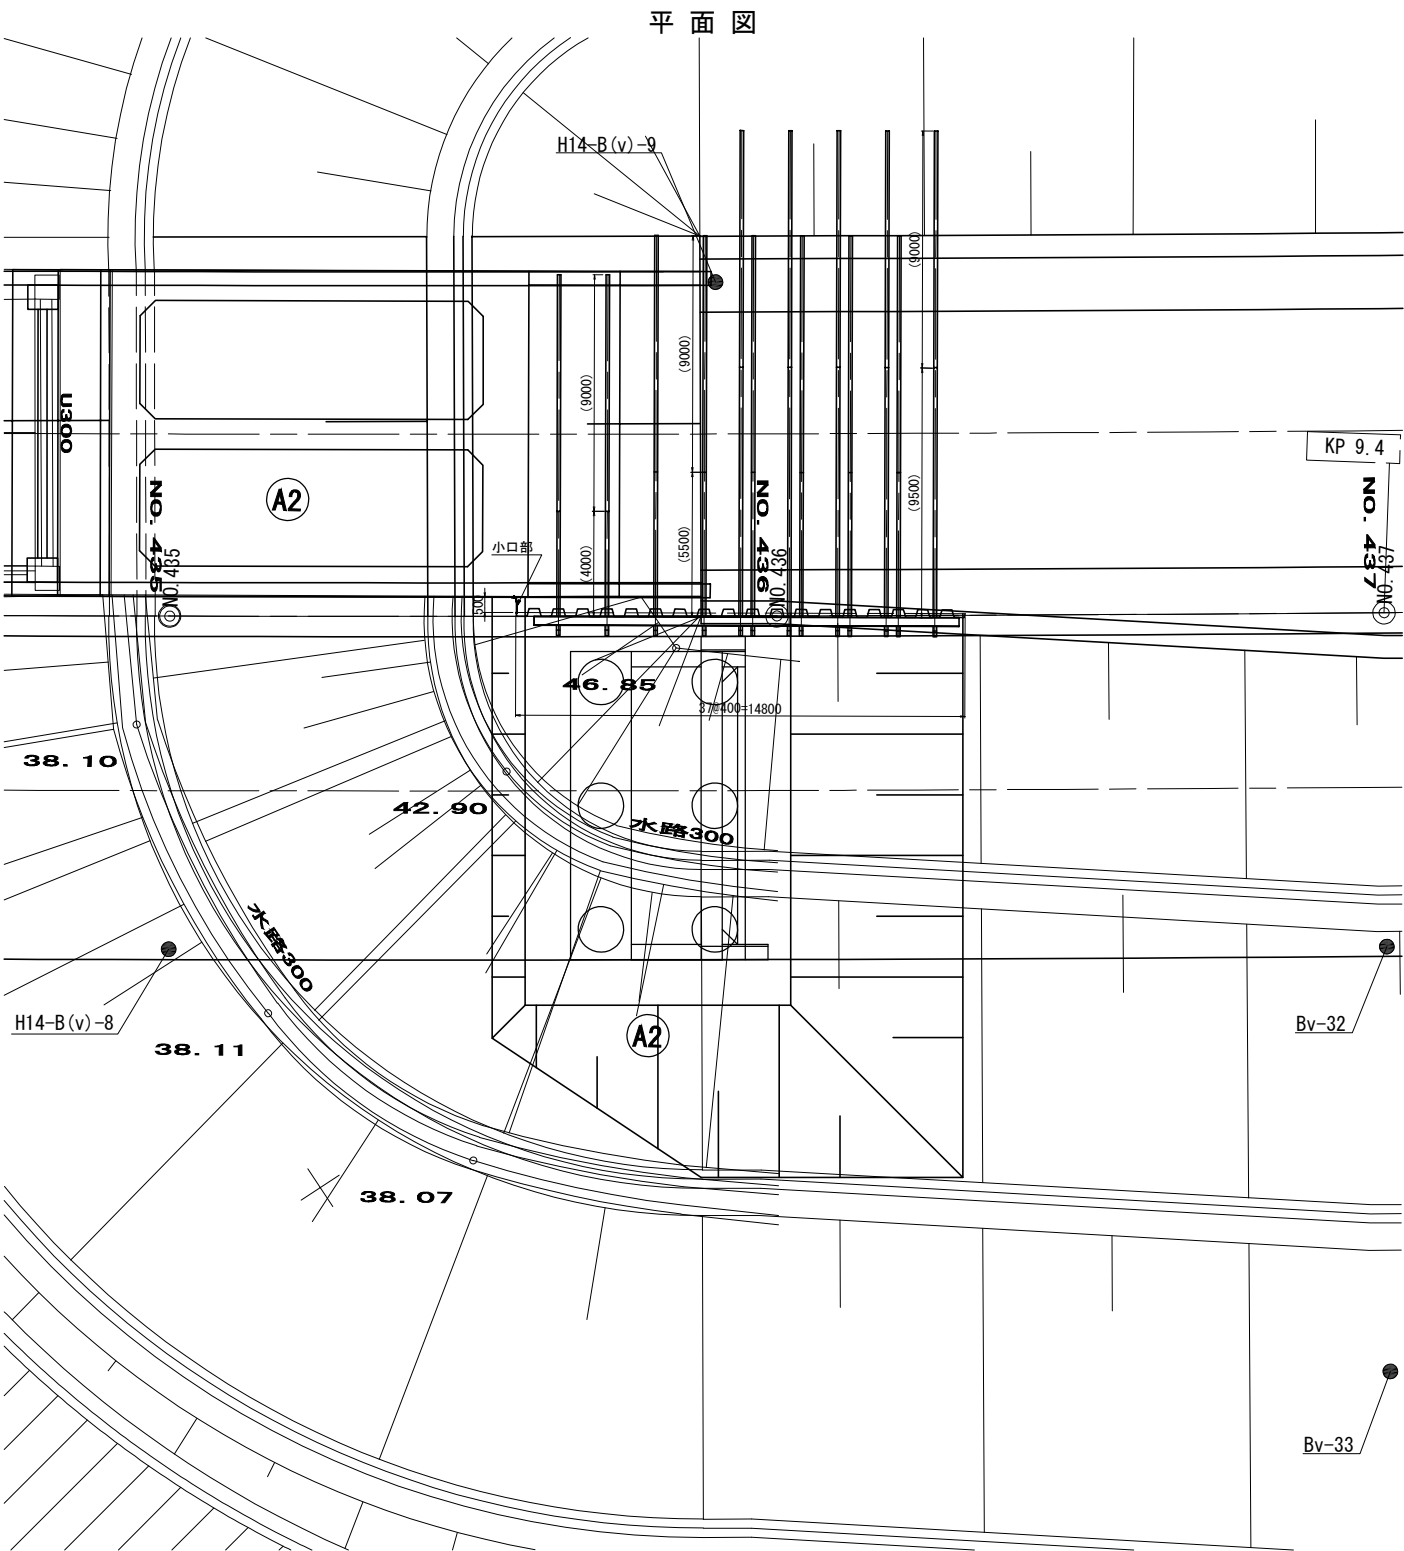 平面図
H14-B(v)-9
(9000)
(9000)
(9000)
U300
KP 9.4
A2
NO. 435
NO. 435
小口部
500
(4000)
(5500)
(9500)
NO. 436
NO. 436
NO. 437
NO. 437
46.85
37@400=14800
38.10
42.90
水路300
水路300
H14-B(v)-8
38.11
A2
Bv-32
38.07
Bv-33